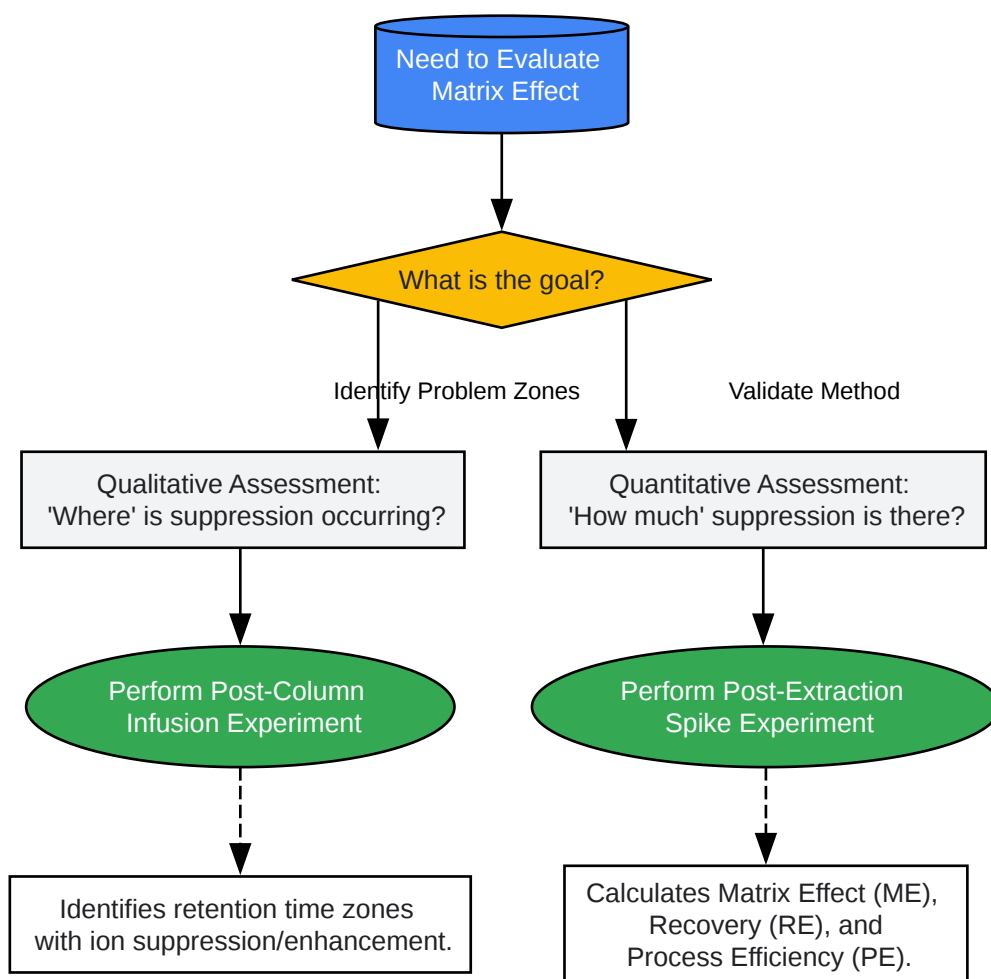 Need to Evaluate
Matrix Effect
What is the goal?
Identify Problem Zones
Validate Method
Qualitative Assessment:
'Where' is suppression occurring?
Quantitative Assessment:
'How much' suppression is there?
Perform Post-Column
Infusion Experiment
Perform Post-Extraction
Spike Experiment
Identifies retention time zones
with ion suppression/enhancement.
Calculates Matrix Effect (ME),
Recovery (RE), and
Process Efficiency (PE).